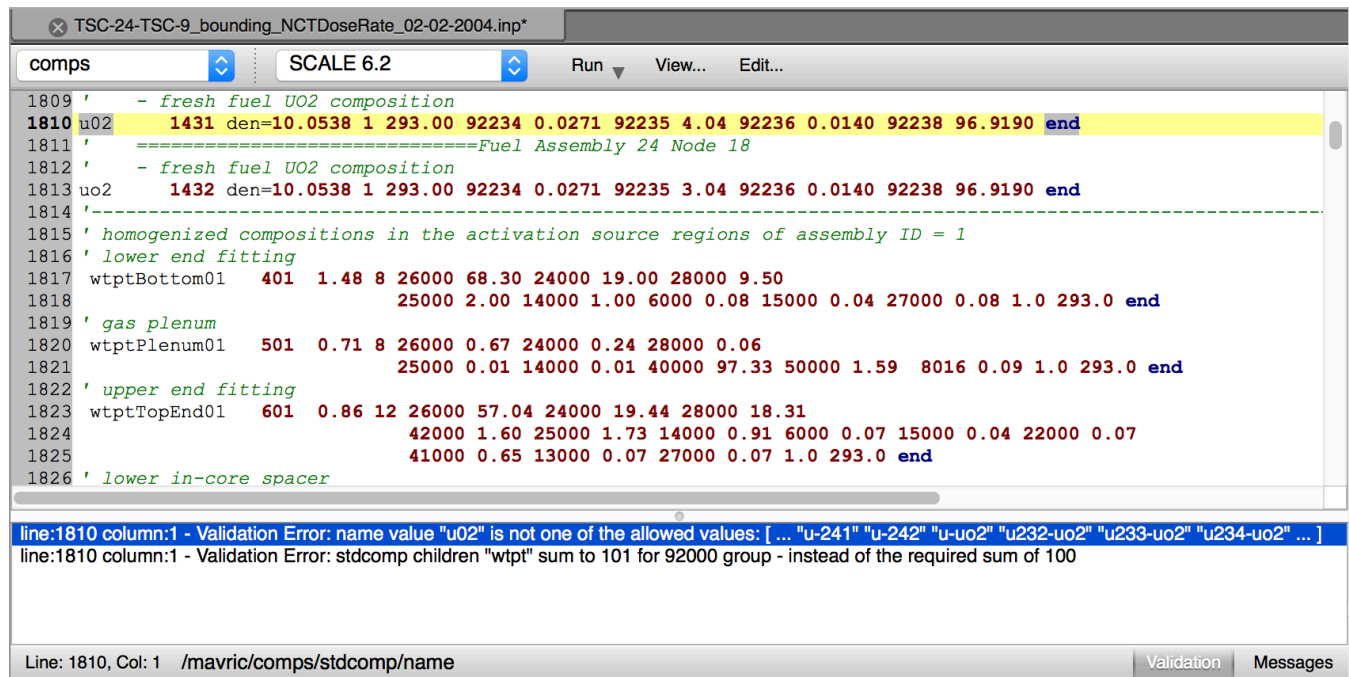 TSC-24-TSC-9_bounding_NCTDoseRate_02-02-2004.inp*
comps SCALE 6.2 Run View... Edit...
1809 '    - fresh fuel UO2 composition
1810 u02     1431 den=10.0538 1 293.00 92234 0.0271 92235 4.04 92236 0.0140 92238 96.9190 end
1811 '    ==============================Fuel Assembly 24 Node 18
1812 '    - fresh fuel UO2 composition
1813 uo2     1432 den=10.0538 1 293.00 92234 0.0271 92235 3.04 92236 0.0140 92238 96.9190 end
1814 '------------------------------------------------------------------------------------------------------------
1815 ' homogenized compositions in the activation source regions of assembly ID = 1
1816 ' lower end fitting
1817  wtptBottom01   401  1.48 8 26000 68.30 24000 19.00 28000 9.50
1818                            25000 2.00 14000 1.00 6000 0.08 15000 0.04 27000 0.08 1.0 293.0 end
1819 ' gas plenum
1820  wtptPlenum01   501  0.71 8 26000 0.67 24000 0.24 28000 0.06
1821                            25000 0.01 14000 0.01 40000 97.33 50000 1.59  8016 0.09 1.0 293.0 end
1822 ' upper end fitting
1823  wtptTopEnd01   601  0.86 12 26000 57.04 24000 19.44 28000 18.31
1824                             42000 1.60 25000 1.73 14000 0.91 6000 0.07 15000 0.04 22000 0.07
1825                             41000 0.65 13000 0.07 27000 0.07 1.0 293.0 end
1826 ' lower in-core spacer
line:1810 column:1 - Validation Error: name value "u02" is not one of the allowed values: [ ... "u-241" "u-242" "u-uo2" "u232-uo2" "u233-uo2" "u234-uo2" ... ]
line:1810 column:1 - Validation Error: stdcomp children "wtpt" sum to 101 for 92000 group - instead of the required sum of 100
Line: 1810, Col: 1 /mavric/comps/stdcomp/name Validation Messages